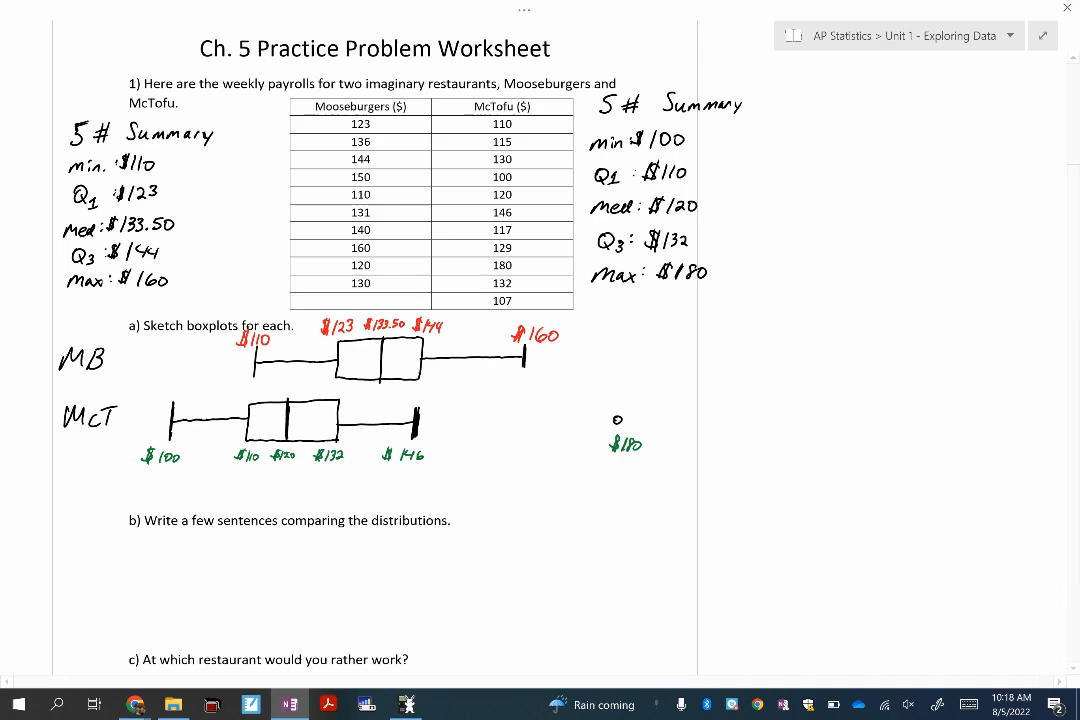 AP Statistics > Unit 1 - Exploring Data
Ch. 5 Practice Problem Worksheet
1) Here are the weekly payrolls for two imaginary restaurants, Mooseburgers and
McTofu.
Mooseburgers ($) McTofu ($)
123 110
136 115
144 130
150 100
110 120
131 146
140 117
160 129
120 180
130 132
107
5# Summary
min. : $110
Q1 : $123
Med: $133.50
Q3 : $144
Max: $160
5# Summary
min: $100
Q1 : $110
Med: $120
Q3: $132
Max: $180
a) Sketch boxplots for each.
$110 $123 $133.50 $144 $160
MB
McT
$100 $110 $120 $132 $146 $180
b) Write a few sentences comparing the distributions.
c) At which restaurant would you rather work?
Rain coming
10:18 AM
8/5/2022
2